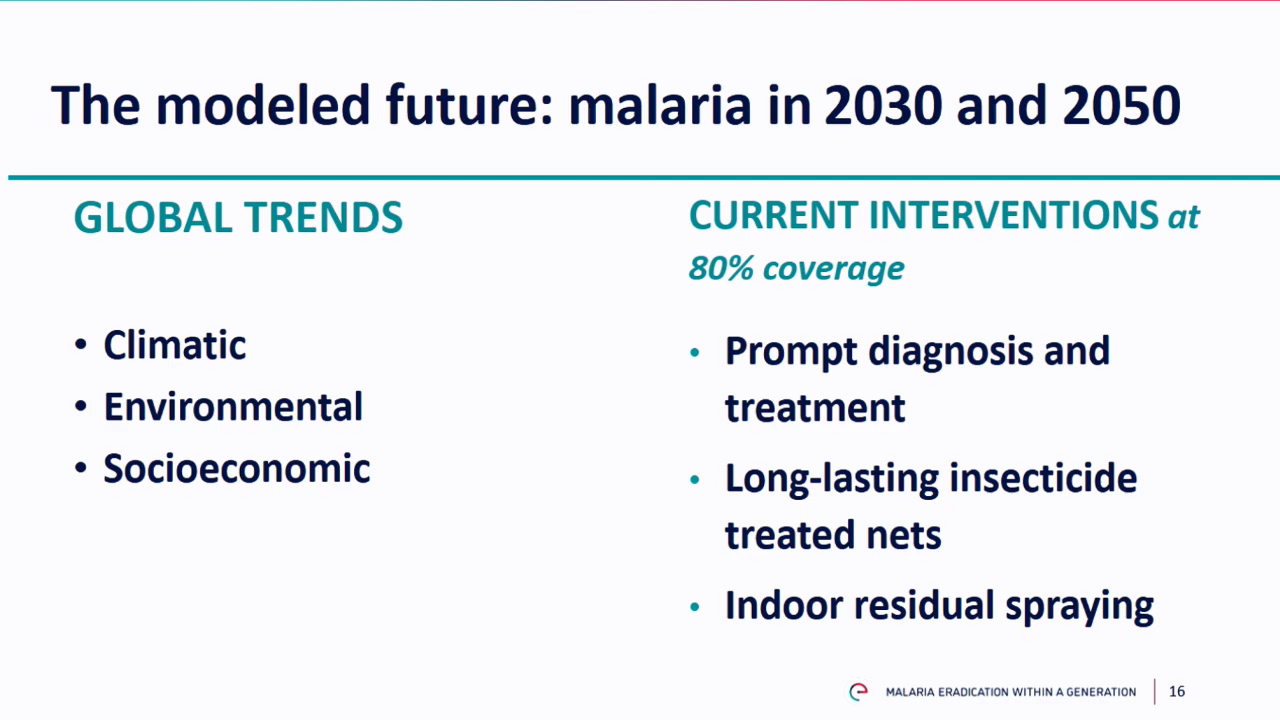 The modeled future: malaria in 2030 and 2050
GLOBAL TRENDS
• Climatic
• Environmental
• Socioeconomic
CURRENT INTERVENTIONS at
80% coverage
• Prompt diagnosis and
treatment
• Long-lasting insecticide
treated nets
• Indoor residual spraying
MALARIA ERADICATION WITHIN A GENERATION
16